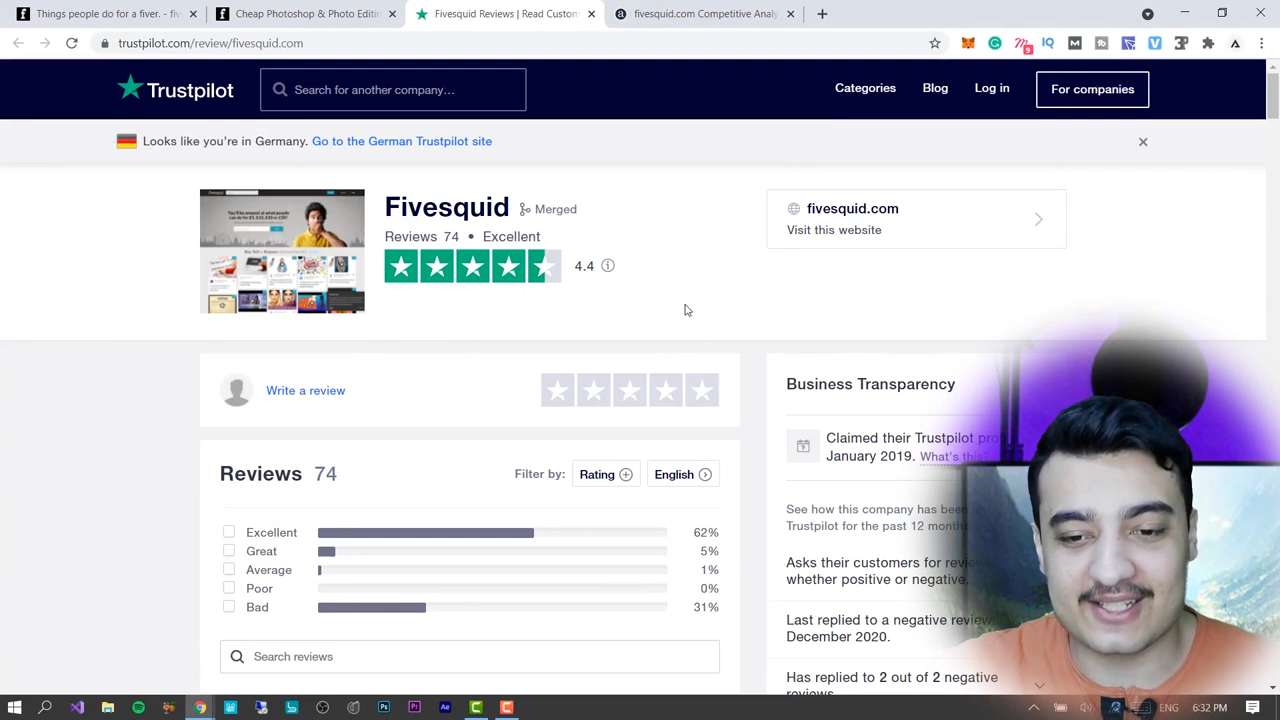 Things people do for a fiver. - fiv
Cheap Photoshop & Photo Editin
Fivesquid Reviews | Read Custom
fivesquid.com Competitive Analy
trustpilot.com/review/fivesquid.com
9
Trustpilot
Search for another company...
Categories
Blog
Log in
For companies
Looks like you're in Germany. Go to the German Trustpilot site
Fivesquid
Merged
Reviews 74 • Excellent
4.4
fivesquid.com
Visit this website
Write a review
Reviews 74
Filter by:
Rating
English
Excellent
62%
Great
5%
Average
1%
Poor
0%
Bad
31%
Search reviews
Business Transparency
Claimed their Trustpilot pro
January 2019. What's this?
See how this company has been
Trustpilot for the past 12 month
Asks their customers for revie
whether positive or negative.
Last replied to a negative review
December 2020.
Has replied to 2 out of 2 negative
reviews
ENG
6:32 PM